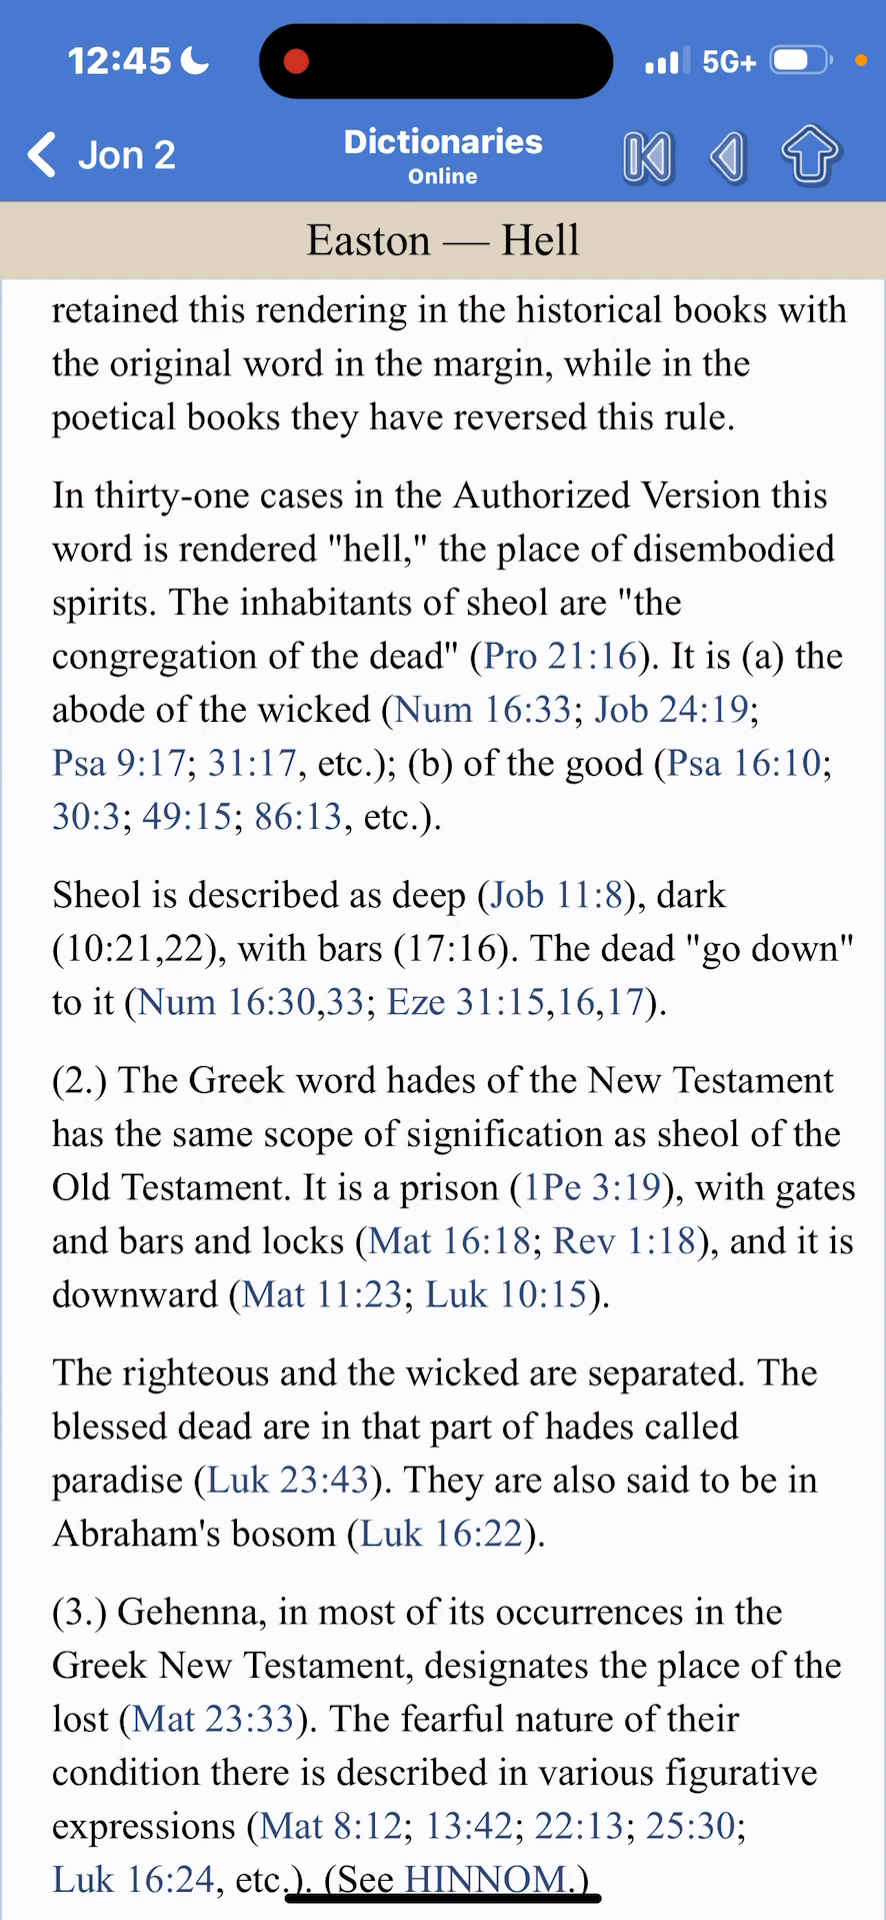 12:45
5G+
Jon 2
Dictionaries
Online
Easton — Hell
retained this rendering in the historical books with
the original word in the margin, while in the
poetical books they have reversed this rule.
In thirty-one cases in the Authorized Version this
word is rendered "hell," the place of disembodied
spirits. The inhabitants of sheol are "the
congregation of the dead" (Pro 21:16). It is (a) the
abode of the wicked (Num 16:33; Job 24:19;
Psa 9:17; 31:17, etc.); (b) of the good (Psa 16:10;
30:3; 49:15; 86:13, etc.).
Sheol is described as deep (Job 11:8), dark
(10:21,22), with bars (17:16). The dead "go down"
to it (Num 16:30,33; Eze 31:15,16,17).
(2.) The Greek word hades of the New Testament
has the same scope of signification as sheol of the
Old Testament. It is a prison (1Pe 3:19), with gates
and bars and locks (Mat 16:18; Rev 1:18), and it is
downward (Mat 11:23; Luk 10:15).
The righteous and the wicked are separated. The
blessed dead are in that part of hades called
paradise (Luk 23:43). They are also said to be in
Abraham's bosom (Luk 16:22).
(3.) Gehenna, in most of its occurrences in the
Greek New Testament, designates the place of the
lost (Mat 23:33). The fearful nature of their
condition there is described in various figurative
expressions (Mat 8:12; 13:42; 22:13; 25:30;
Luk 16:24, etc.). (See HINNOM.)